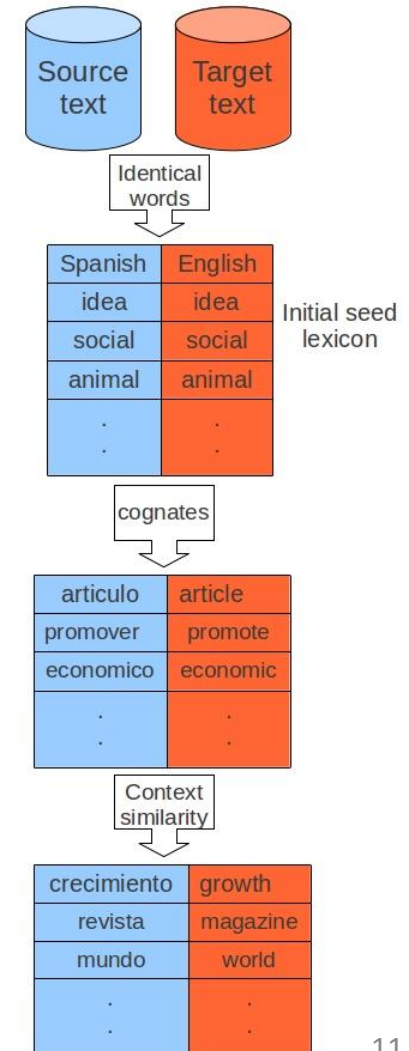 Source text
Target text
Identical words
Spanish English
idea idea
social social
animal animal
. .
. .
Initial seed lexicon
cognates
articulo article
promover promote
economico economic
. .
. .
Context similarity
crecimiento growth
revista magazine
mundo world
. .
. .
11